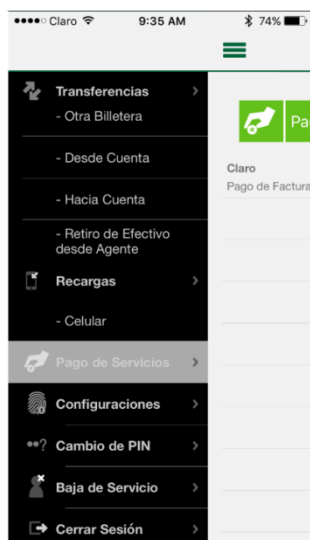 Claro 9:35 AM 74%
Transferencias
- Otra Billetera
- Desde Cuenta
- Hacia Cuenta
- Retiro de Efectivo
desde Agente
Recargas
- Celular
Pago de Servicios
Configuraciones
Cambio de PIN
Baja de Servicio
Cerrar Sesión
Pa
Claro
Pago de Factura